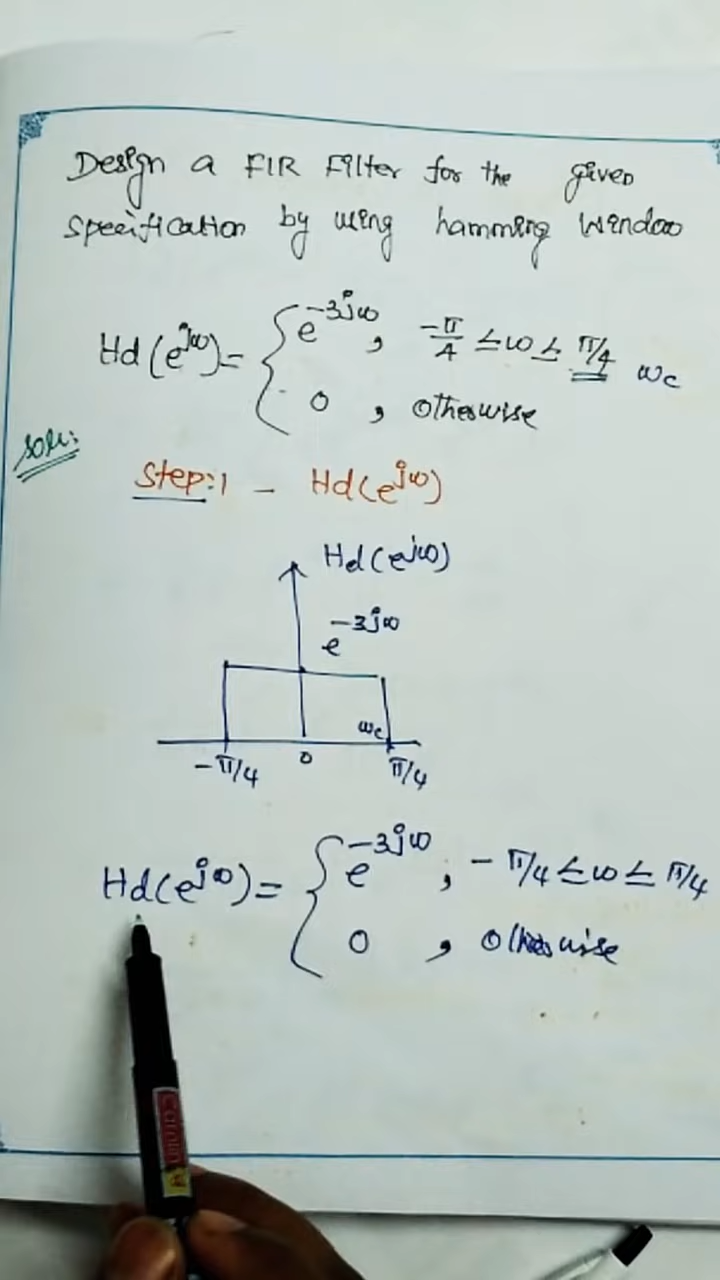 Design a FIR Filter for the given
specification by using hamming window
Hd(e^jω) = { e^-3jω , -π/4 ≤ ω ≤ π/4 ωc
0 , otherwise
Soln:
Step:1 - Hd(e^jω)
Hd(e^jω)
e^-3jω
ωc
-π/4 0 π/4
Hd(e^jω) = { e^-3jω ; -π/4 ≤ ω ≤ π/4
0 , otherwise